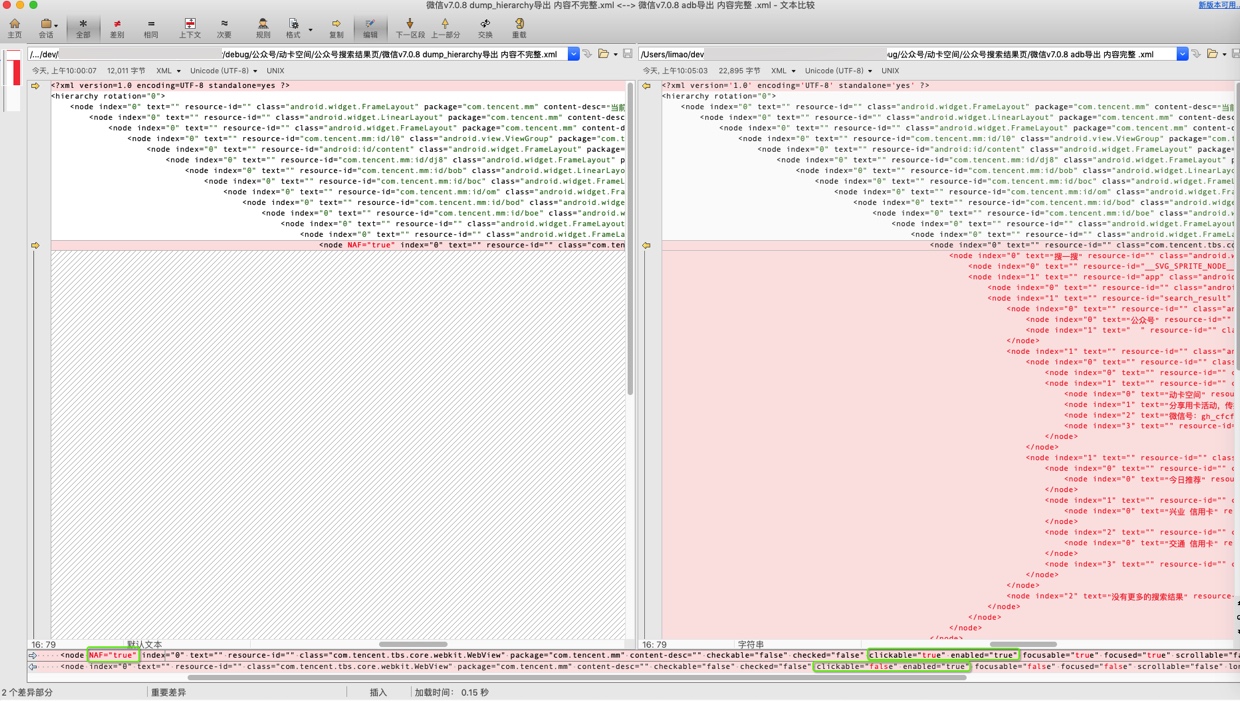 微信v7.0.8 dump_hierarchy导出 内容不完整.xml <--> 微信v7.0.8 adb导出 内容完整 .xml - 文本比较
新版本可用...
主页 会话 全部 差别 相同 上下文 次要 规则 格式 复制 编辑 下一区段 上一部分 交换 重载
/.../dev/ /debug/公众号/动卡空间/公众号搜索结果页/微信v7.0.8 dump_hierarchy导出 内容不完整.xml
/Users/limao/dev ug/公众号/动卡空间/公众号搜索结果页/微信v7.0.8 adb导出 内容完整 .xml
今天, 上午10:00:07 12,011 字节 XML Unicode (UTF-8) UNIX
今天, 上午10:05:03 22,895 字节 XML Unicode (UTF-8) UNIX
<?xml version=1.0 encoding=UTF-8 standalone=yes ?>
<hierarchy rotation="0">
<node index="0" text="" resource-id="" class="android.widget.FrameLayout" package="com.tencent.mm" content-desc="当前
<node index="0" text="" resource-id="" class="android.widget.LinearLayout" package="com.tencent.mm" content-desc
<node index="0" text="" resource-id="" class="android.widget.FrameLayout" package="com.tencent.mm" content-d
<node index="0" text="" resource-id="com.tencent.mm:id/l0" class="android.view.ViewGroup" package="com.t
<node index="0" text="" resource-id="android:id/content" class="android.widget.FrameLayout" package=
<node index="0" text="" resource-id="com.tencent.mm:id/dj8" class="android.widget.FrameLayout" p
<node index="0" text="" resource-id="com.tencent.mm:id/bob" class="android.widget.LinearLayo
<node index="0" text="" resource-id="com.tencent.mm:id/boc" class="android.widget.FrameL
<node index="0" text="" resource-id="com.tencent.mm:id/om" class="android.widget.Fra
<node index="0" text="" resource-id="com.tencent.mm:id/bod" class="android.widge
<node index="0" text="" resource-id="com.tencent.mm:id/boe" class="android.w
<node index="0" text="" resource-id="" class="android.widget.FrameLayout
<node index="0" text="" resource-id="" class="android.widget.FrameLa
<node NAF="true" index="0" text="" resource-id="" class="com.ten
<?xml version='1.0' encoding='UTF-8' standalone='yes' ?>
<hierarchy rotation="0">
<node index="0" text="" resource-id="" class="android.widget.FrameLayout" package="com.tencent.mm" content-desc="当前
<node index="0" text="" resource-id="" class="android.widget.LinearLayout" package="com.tencent.mm" content-desc
<node index="0" text="" resource-id="" class="android.widget.FrameLayout" package="com.tencent.mm" content-
<node index="0" text="" resource-id="com.tencent.mm:id/l0" class="android.view.ViewGroup" package="com.
<node index="0" text="" resource-id="android:id/content" class="android.widget.FrameLayout" package
<node index="0" text="" resource-id="com.tencent.mm:id/dj8" class="android.widget.FrameLayout"
<node index="0" text="" resource-id="com.tencent.mm:id/bob" class="android.widget.LinearLay
<node index="0" text="" resource-id="com.tencent.mm:id/boc" class="android.widget.Frame
<node index="0" text="" resource-id="com.tencent.mm:id/om" class="android.widget.Fr
<node index="0" text="" resource-id="com.tencent.mm:id/bod" class="android.widg
<node index="0" text="" resource-id="com.tencent.mm:id/boe" class="android.
<node index="0" text="" resource-id="" class="android.widget.FrameLayou
<node index="0" text="" resource-id="" class="android.widget.FrameL
<node index="0" text="" resource-id="" class="com.tencent.tbs.co
<node index="0" text="搜一搜" resource-id="" class="android.w
<node index="0" text="" resource-id="__SVG_SPRITE_NODE__
<node index="1" text="" resource-id="app" class="android
<node index="0" text="" resource-id="" class="androi
<node index="1" text="" resource-id="search_result"
<node index="0" text="" resource-id="" class="an
<node index="0" text="公众号" resource-id=""
<node index="1" text="  " resource-id="" cla
</node>
<node index="1" text="" resource-id="" class="an
<node index="0" text="" resource-id="" class
<node index="0" text="" resource-id="" c
<node index="1" text="" resource-id="" c
<node index="0" text="动卡空间" resour
<node index="1" text="分享用卡活动, 传
<node index="2" text="微信号: gh_cfcf
<node index="3" text="" resource-id=
</node>
</node>
<node index="1" text="" resource-id="" class
<node index="0" text="" resource-id="" c
<node index="0" text="今日推荐" resou
</node>
<node index="1" text="" resource-id="" c
<node index="0" text="兴业 信用卡" re
</node>
<node index="2" text="" resource-id="" c
<node index="0" text="交通 信用卡" re
</node>
<node index="3" text="" resource-id="" c
</node>
</node>
<node index="2" text="没有更多的搜索结果" resource-
</node>
</node>
</node>
</node>
16: 79 默认文本
16: 79 字符串
<node NAF="true" index="0" text="" resource-id="" class="com.tencent.tbs.core.webkit.WebView" package="com.tencent.mm" content-desc="" checkable="false" checked="false" clickable="true" enabled="true" focusable="true" focused="true" scrollable="fa
<node index="0" text="" resource-id="" class="com.tencent.tbs.core.webkit.WebView" package="com.tencent.mm" content-desc="" checkable="false" checked="false" clickable="false" enabled="true" focusable="false" focused="false" scrollable="false" lon
2 个差异部分 重要差异 插入 加载时间: 0.15 秒